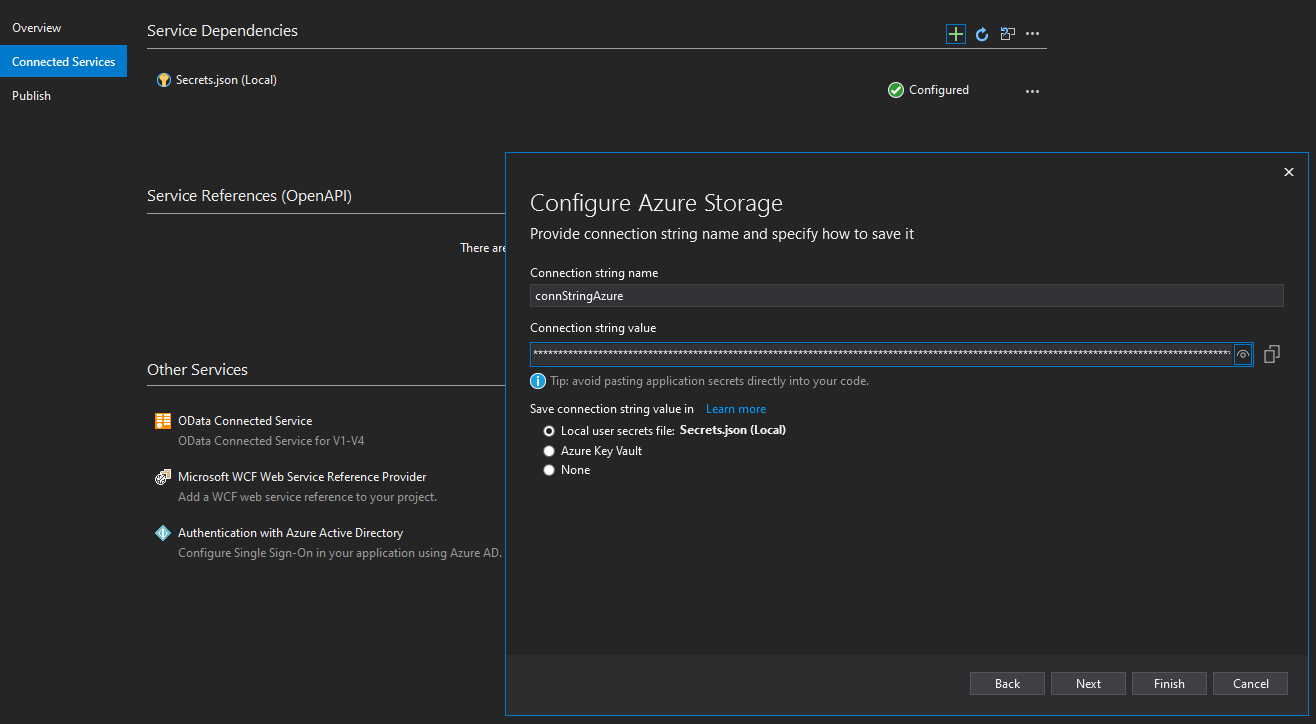 Overview
Connected Services
Publish
Service Dependencies
Secrets.json (Local)
Configured
Service References (OpenAPI)
There are
Other Services
OData Connected Service
OData Connected Service for V1-V4
Microsoft WCF Web Service Reference Provider
Add a WCF web service reference to your project.
Authentication with Azure Active Directory
Configure Single Sign-On in your application using Azure AD.
Configure Azure Storage
Provide connection string name and specify how to save it
Connection string name
connStringAzure
Connection string value
Tip: avoid pasting application secrets directly into your code.
Save connection string value in Learn more
Local user secrets file: Secrets.json (Local)
Azure Key Vault
None
Back Next Finish Cancel